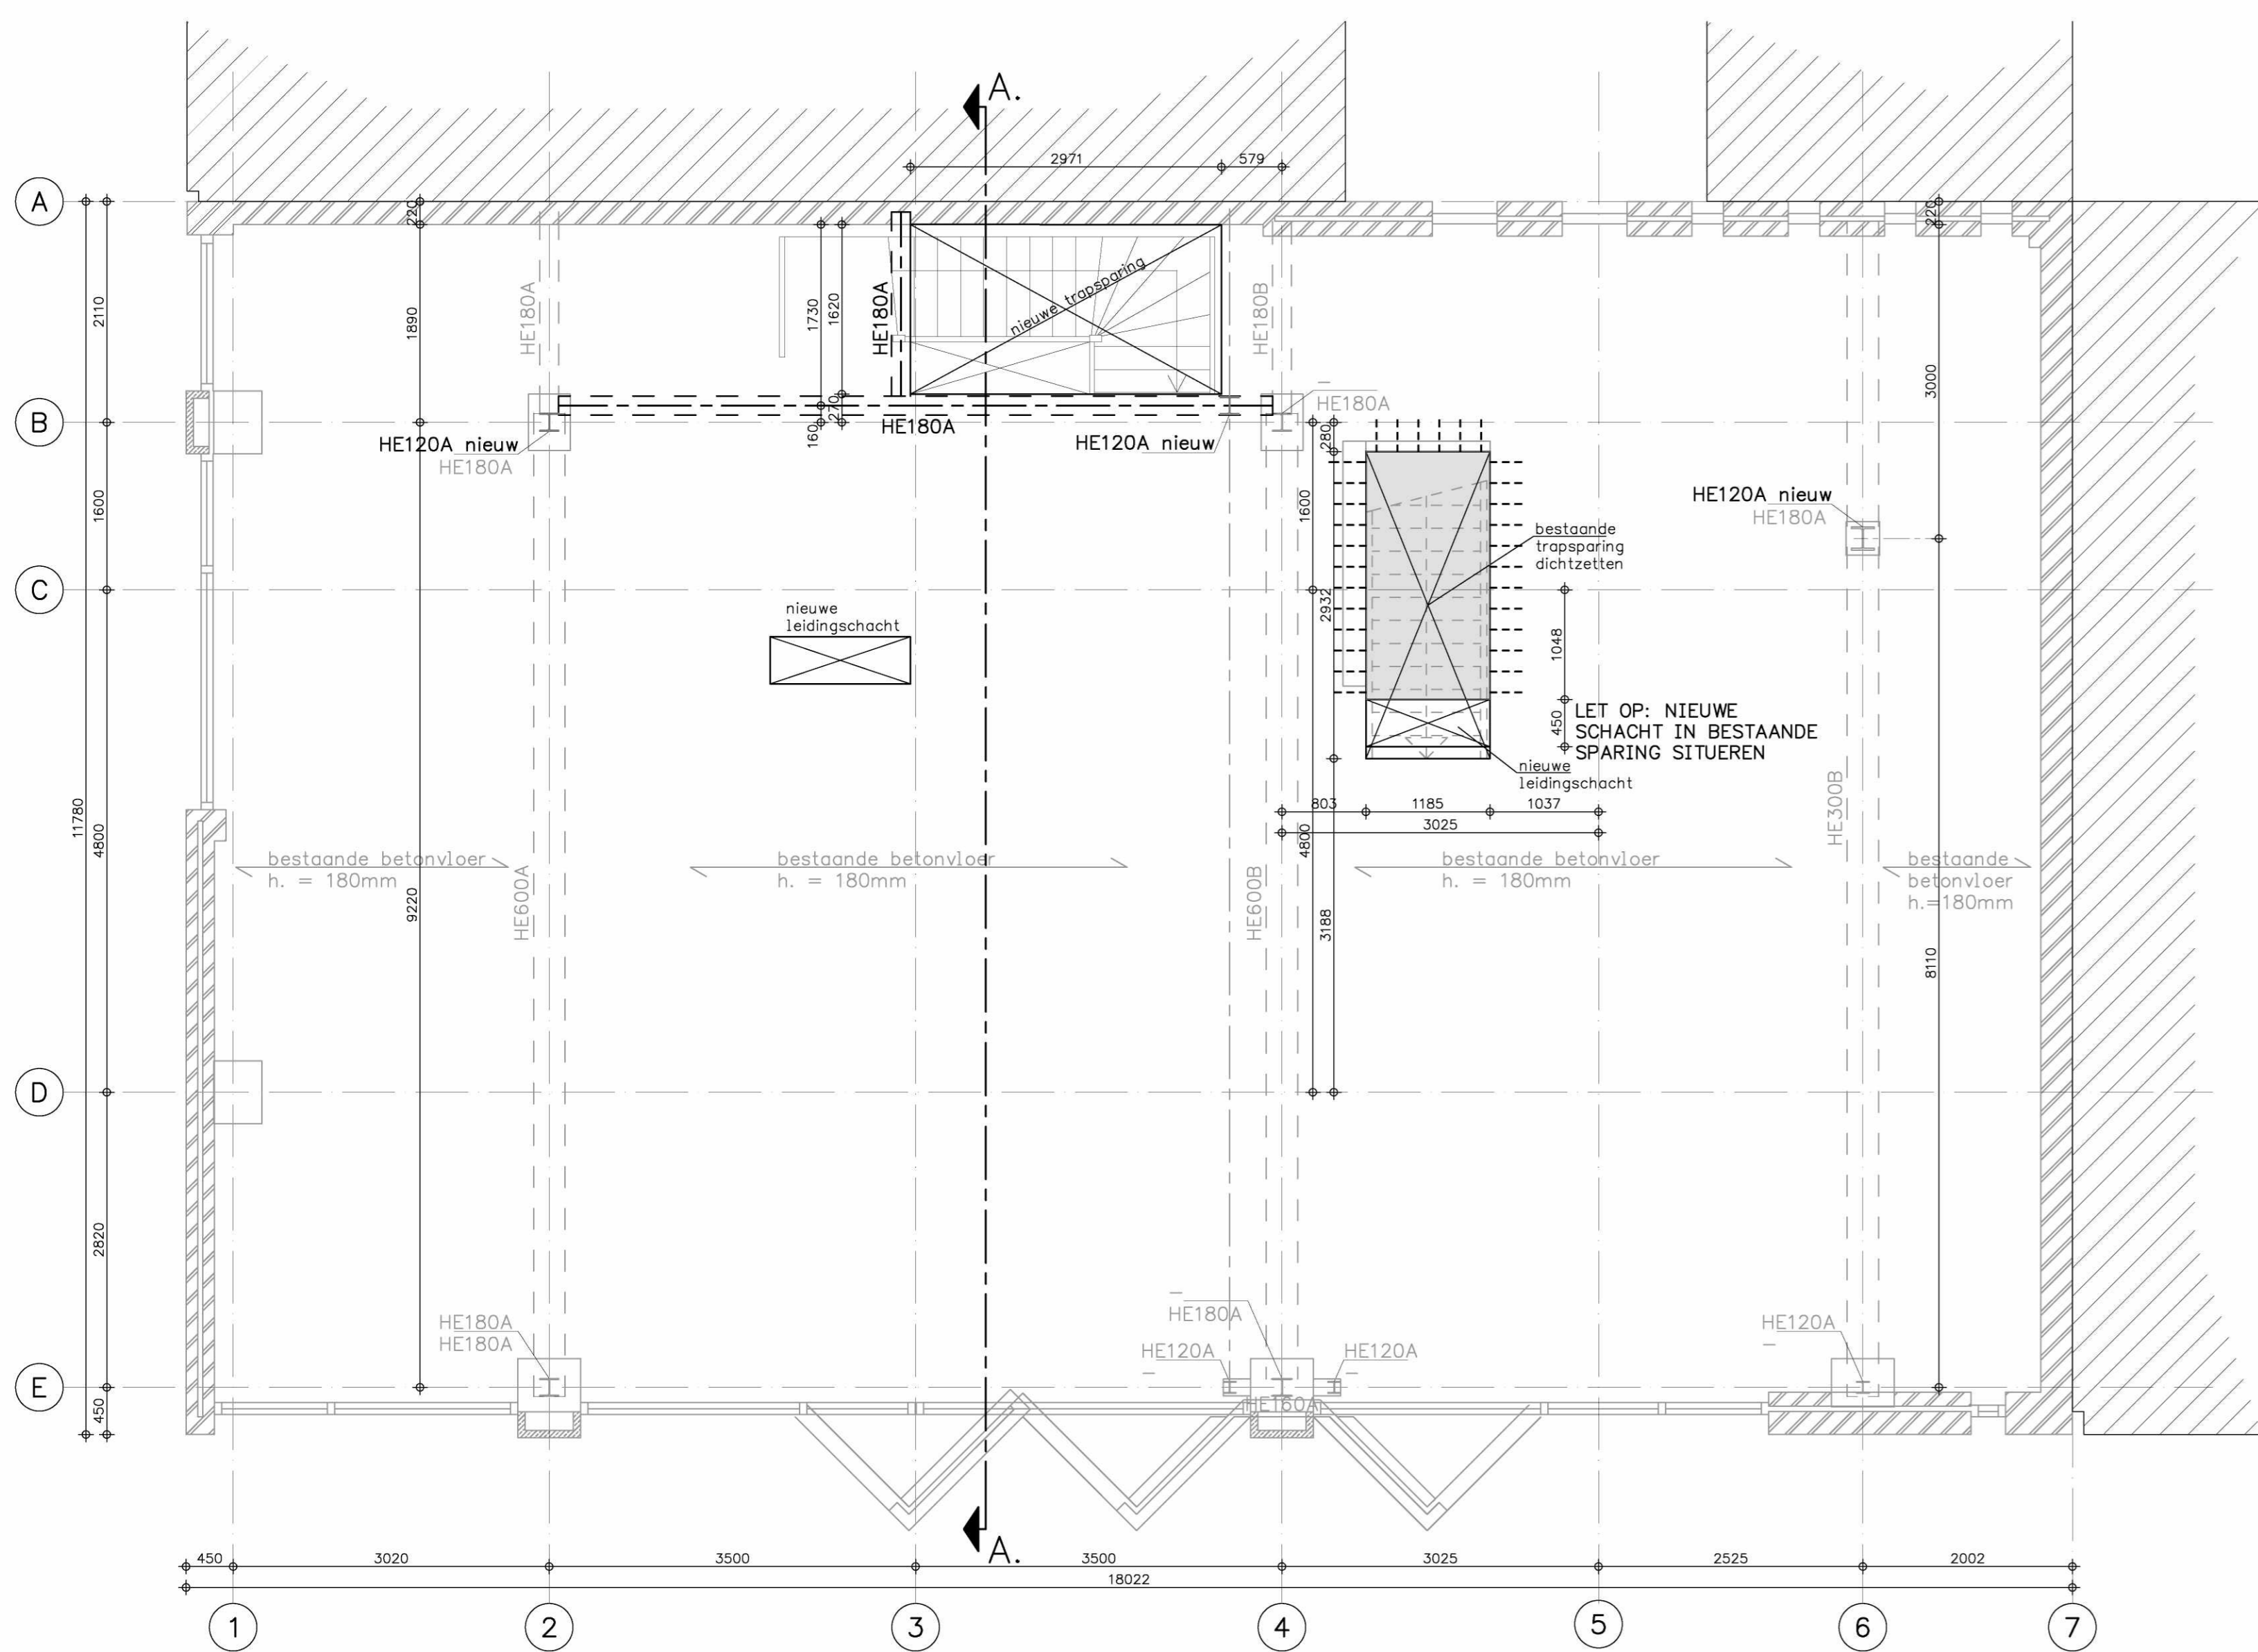 A.
2971
579
A
220
220
2110
1890
1730
1620
HE180A
HE180A
nieuwe trapsparing
HE180B
3000
B
270
160
HE180A
HE120A nieuw
HE180A
HE120A nieuw
HE180A
280
1600
1600
HE120A nieuw
HE180A
bestaande
trapsparing
dichtzetten
C
2932
nieuwe
leidingschacht
1048
450
LET OP: NIEUWE
SCHACHT IN BESTAANDE
SPARING SITUEREN
nieuwe
leidingschacht
803
1185
1037
3025
11780
4800
4800
HE300B
bestaande betonvloer
h. = 180mm
bestaande betonvloer
h. = 180mm
bestaande betonvloer
h. = 180mm
bestaande
betonvloer
h.=180mm
9220
HE600A
HE600B
3188
8110
D
2820
HE180A
HE180A
–
HE180A
HE120A
–
HE120A
–
HE120A
–
E
HE160A
450
A.
450
3020
3500
3500
3025
2525
2002
18022
1
2
3
4
5
6
7